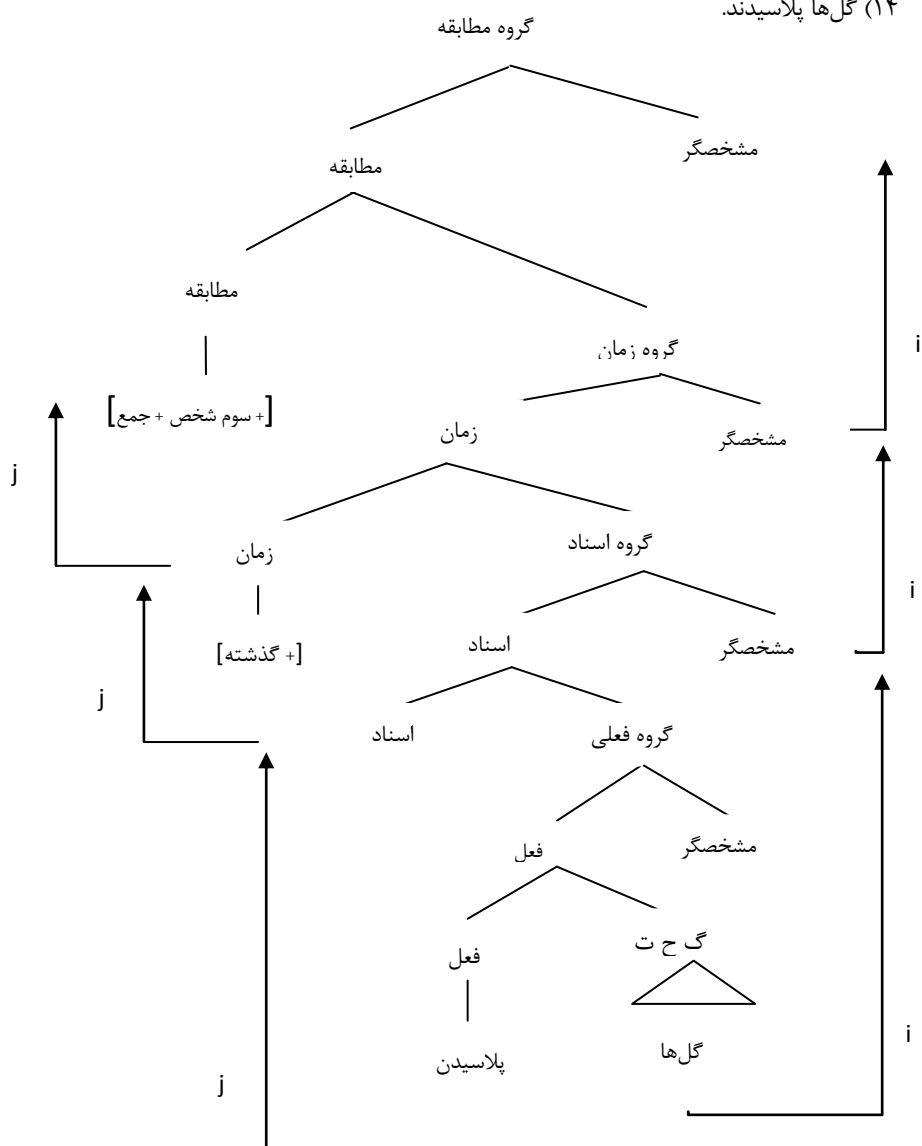 ۱۴) گل‌ها پلاسیدند.
گروه مطابقه
مشخصگر
مطابقه
مطابقه
گروه زمان
i
[+ سوم شخص + جمع]
مشخصگر
زمان
j
گروه اسناد
زمان
i
مشخصگر
اسناد
[+ گذشته]
j
گروه فعلی
اسناد
مشخصگر
فعل
گ ح ت
فعل
گل‌ها
پلاسیدن
i
j